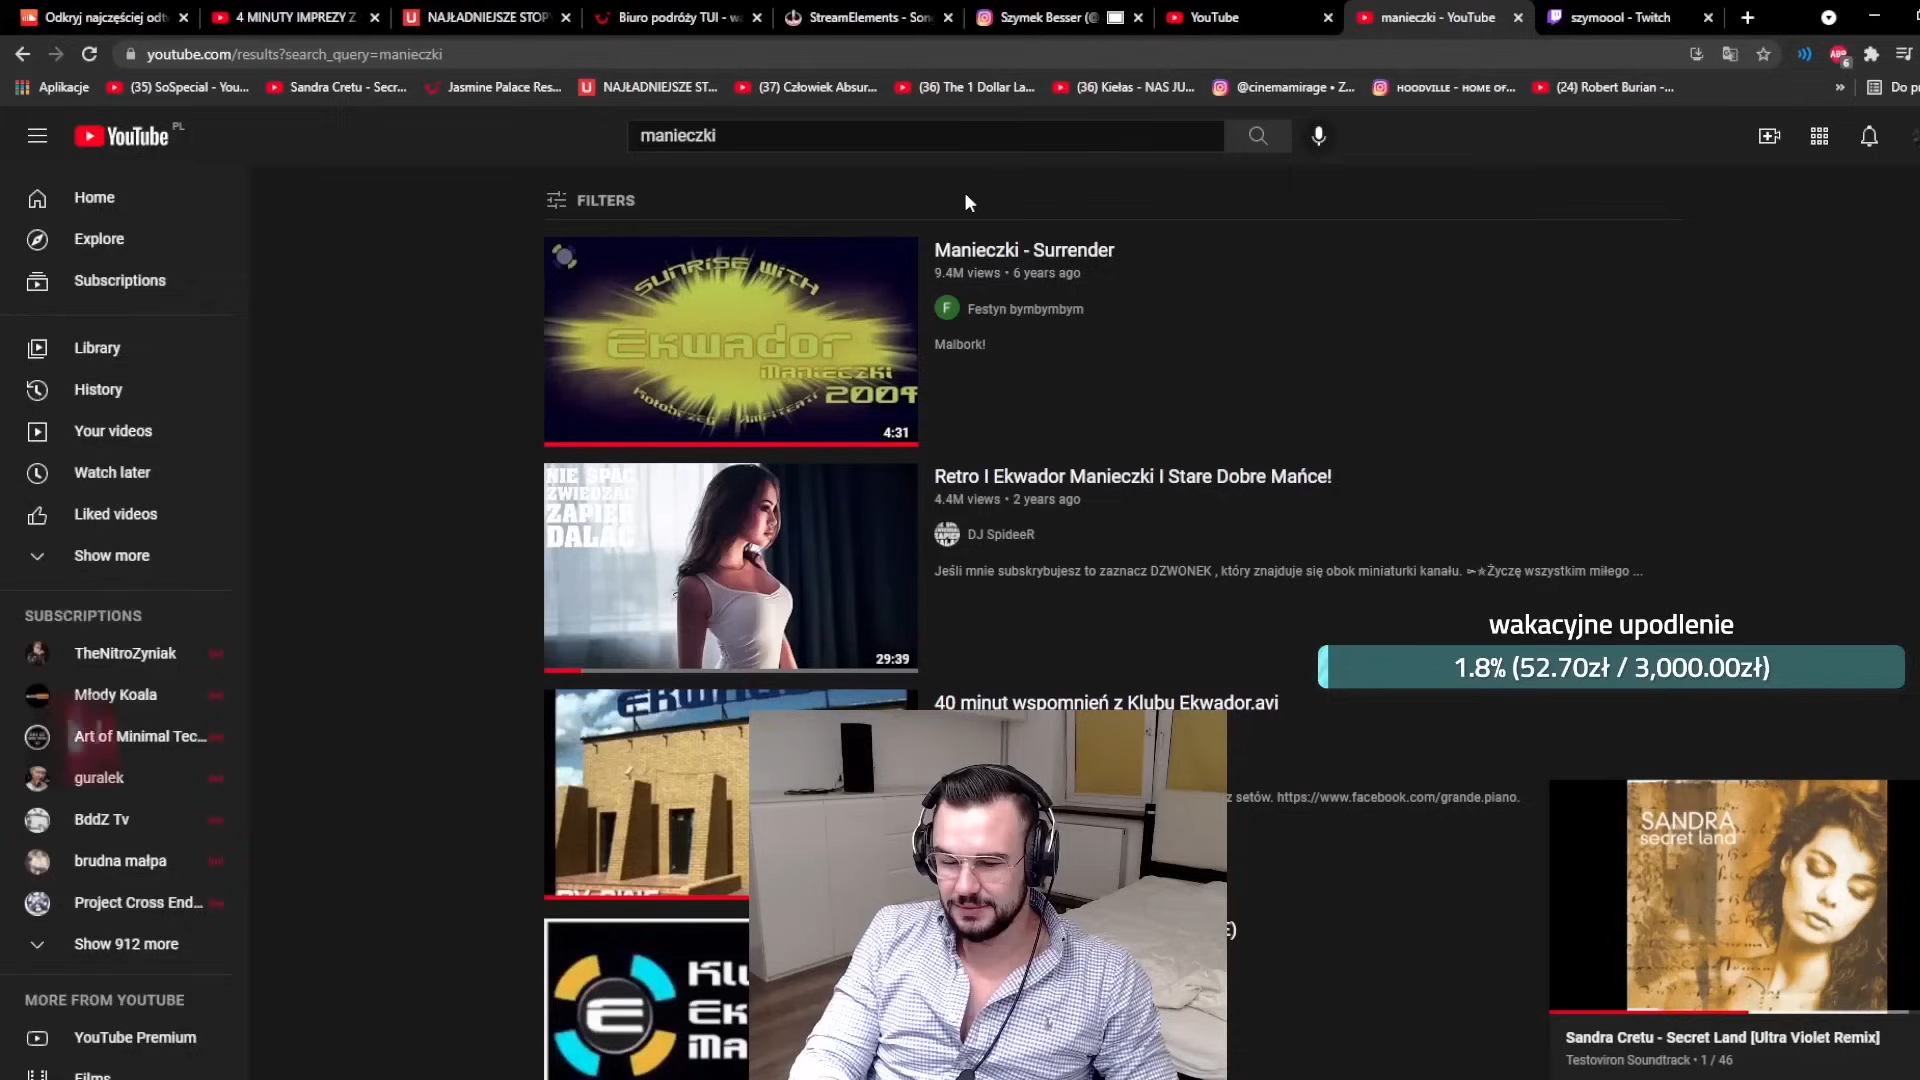 Odkryj najczęściej odt
4 MINUTY IMPREZY Z
NAJŁADNIEJSZE STOP
Biuro podróży TUI - w
StreamElements - Son
Szymek Besser (@
YouTube
manieczki - YouTube
szymoool - Twitch
youtube.com/results?search_query=manieczki
Aplikacje
(35) SoSpecial - You...
Sandra Cretu - Secr...
Jasmine Palace Res...
NAJŁADNIEJSZE ST...
(37) Człowiek Absur...
(36) The 1 Dollar La...
(36) Kiełas - NAS JU...
@cinemamirage • Z...
HOODVILLE - HOME OF...
(24) Robert Burian -...
Do
YouTube PL
manieczki
Home
Explore
Subscriptions
Library
History
Your videos
Watch later
Liked videos
Show more
SUBSCRIPTIONS
TheNitroZyniak
Młody Koala
Art of Minimal Tec...
guralek
BddZ Tv
brudna małpa
Project Cross End...
Show 912 more
MORE FROM YOUTUBE
YouTube Premium
Films
FILTERS
SUNRISE WITH
EKWADOR
MANIECZKI
2009
4:31
Manieczki - Surrender
9.4M views • 6 years ago
F
Festyn bymbymbym
Malbork!
NIE SPAĆ
ZWIEDZAĆ
ZAPIER
DALAĆ
29:39
Retro I Ekwador Manieczki I Stare Dobre Mańce!
4.4M views • 2 years ago
DJ SpideeR
Jeśli mnie subskrybujesz to zaznacz DZWONEK , który znajduje się obok miniaturki kanału. ➣★Życzę wszystkim miłego ...
40 minut wspomnień z Klubu Ekwador.avi
z setów. https://www.facebook.com/grande.piano.
KLU
EK
MA
wakacyjne upodlenie
1.8% (52.70zł / 3,000.00zł)
SANDRA
secret land
Sandra Cretu - Secret Land [Ultra Violet Remix]
Testoviron Soundtrack • 1 / 46